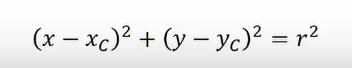 (x − x_C)² + (y − y_C)² = r²